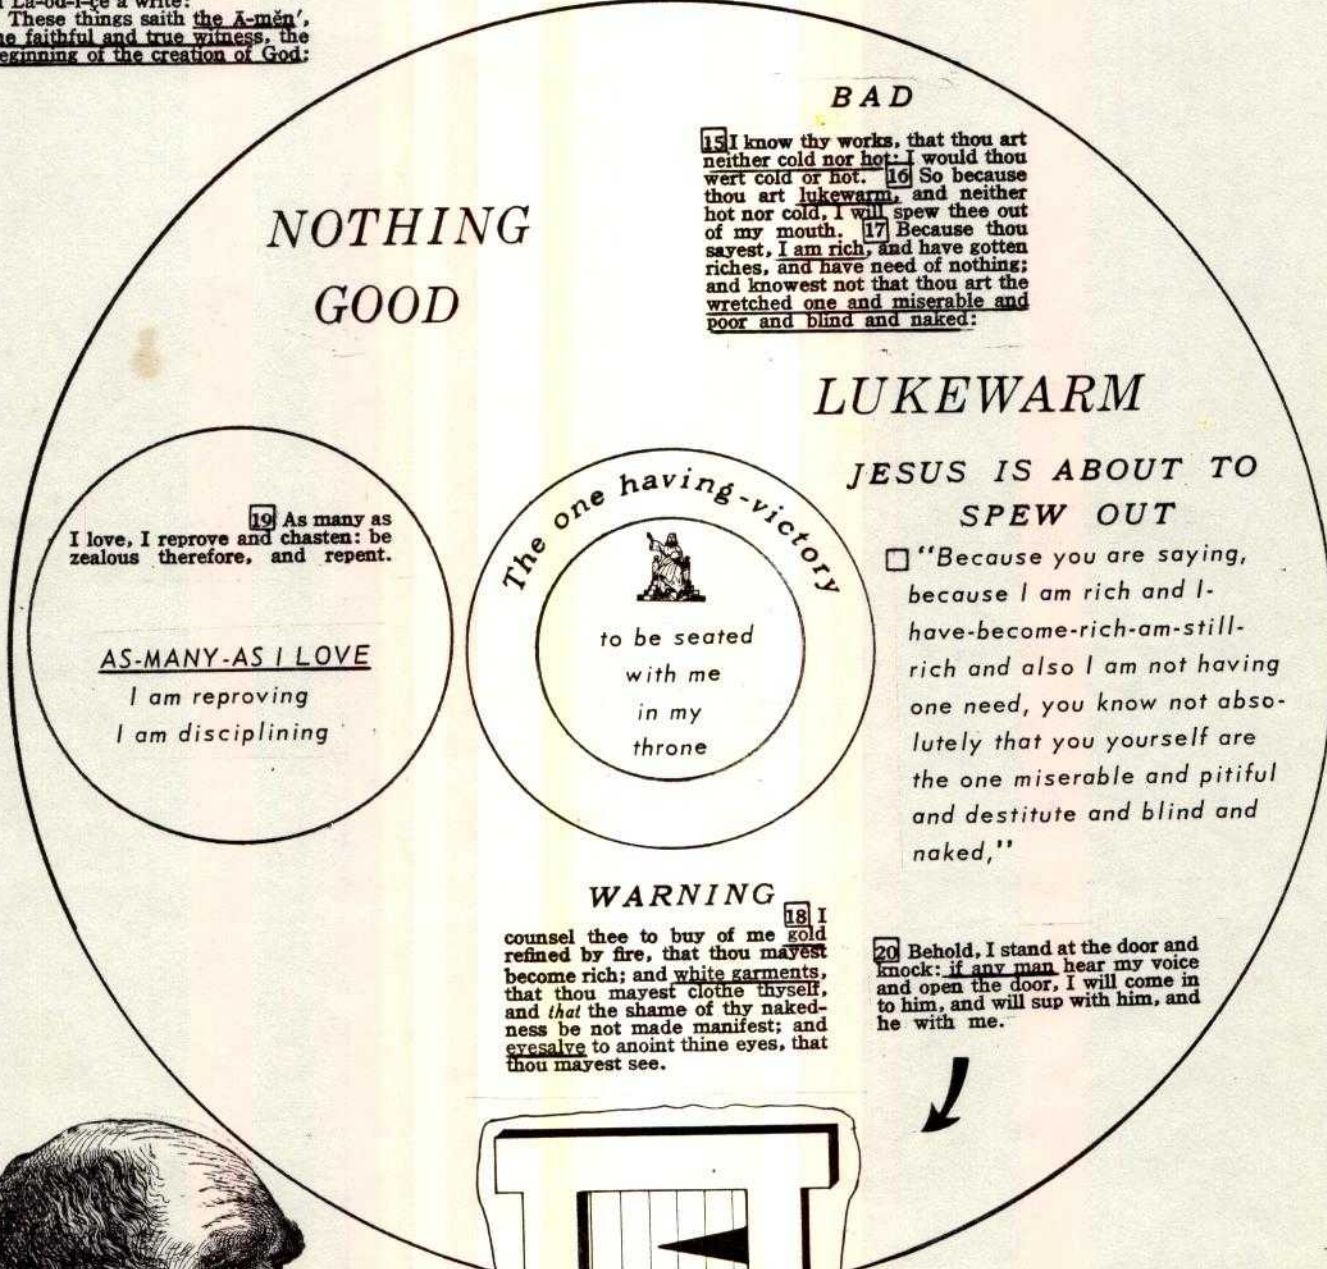 La-od-i-çe a write:
These things saith the Ā-mĕn',
faithful and true witness, the
of the creation of God:
NOTHING
GOOD
BAD
15 I know thy works, that thou art
neither cold nor hot: I would thou
wert cold or hot. 16 So because
thou art lukewarm, and neither
hot nor cold, I will spew thee out
of my mouth. 17 Because thou
sayest, I am rich, and have gotten
riches, and have need of nothing;
and knowest not that thou art the
wretched one and miserable and
poor and blind and naked:
LUKEWARM
JESUS IS ABOUT TO
SPEW OUT
"Because you are saying,
because I am rich and I-
have-become-rich-am-still-
rich and also I am not having
one need, you know not abso-
lutely that you yourself are
the one miserable and pitiful
and destitute and blind and
naked,"
19 As many as
I love, I reprove and chasten: be
zealous therefore, and repent.
AS-MANY-AS I LOVE
I am reproving
I am disciplining
The one having-victory
to be seated
with me
in my
throne
WARNING
18 I
counsel thee to buy of me gold
refined by fire, that thou mayest
become rich; and white garments,
that thou mayest clothe thyself,
and that the shame of thy naked-
ness be not made manifest; and
eyesalve to anoint thine eyes, that
thou mayest see.
20 Behold, I stand at the door and
knock: if any man hear my voice
and open the door, I will come in
to him, and will sup with him, and
he with me.